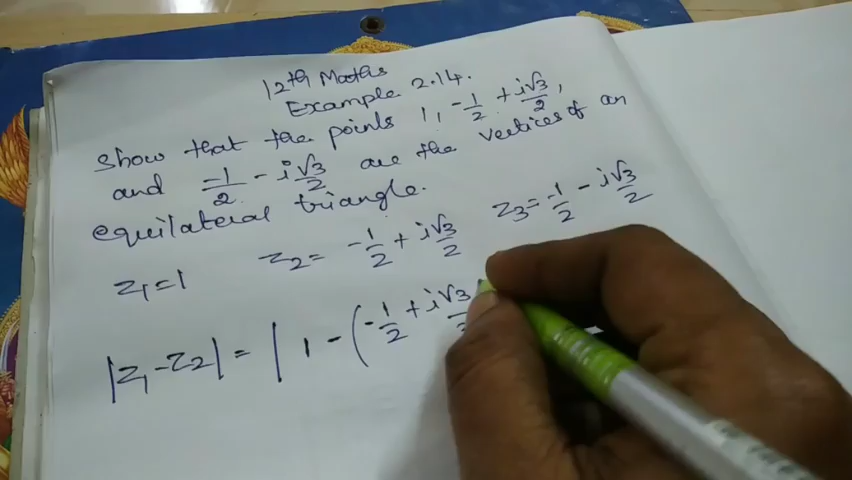 12th Maths
Example 2.14.
Show that the points 1, -1/2 + i√3/2,
and -1/2 - i√3/2 are the vertices of an
equilateral triangle.
z₁=1 z₂= -1/2 + i√3/2 z₃= -1/2 - i√3/2
|z₁-z₂| = | 1 - (-1/2 + i√3/2